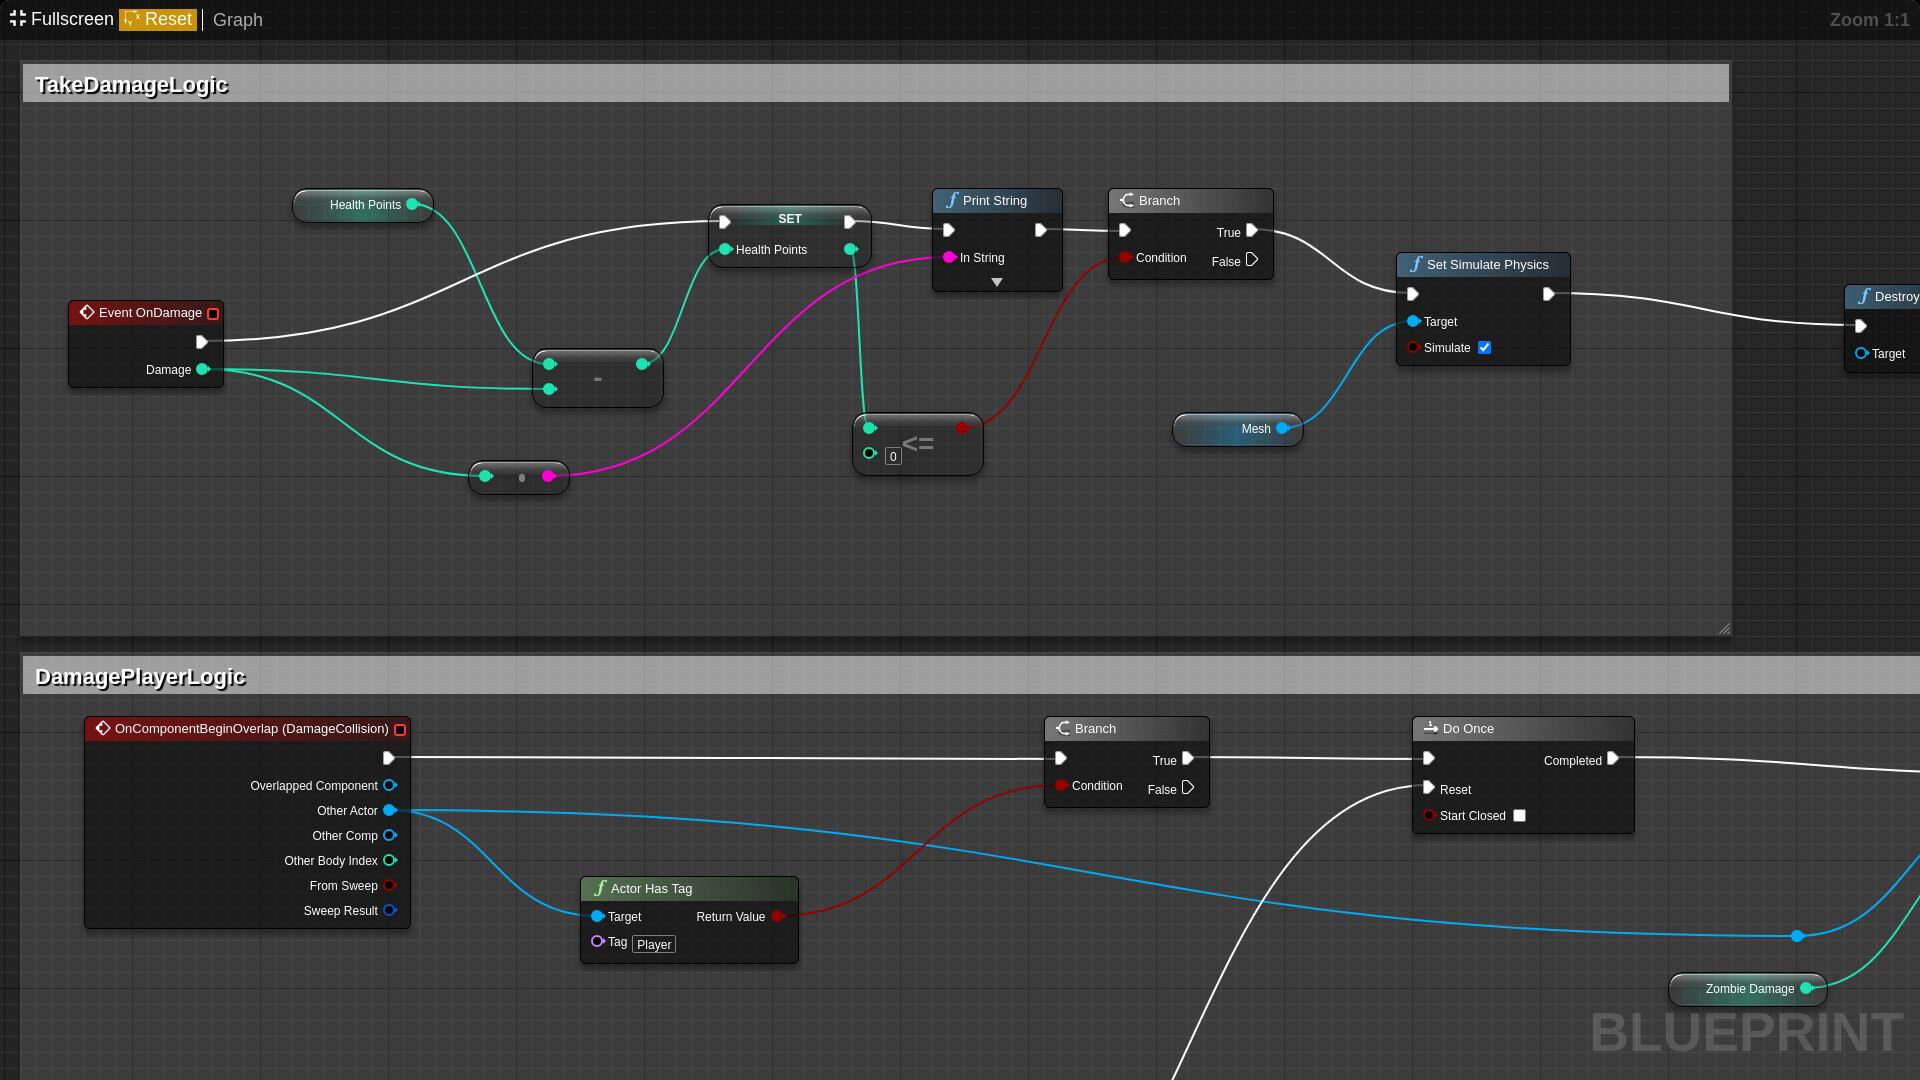 Fullscreen Reset Graph Zoom 1:1
TakeDamageLogic
Health Points
SET
Health Points
Print String
In String
Branch
True
Condition
False
Set Simulate Physics
Target
Simulate
Destroy
Target
Event OnDamage
Damage
-
<=
0
Mesh
DamagePlayerLogic
OnComponentBeginOverlap (DamageCollision)
Overlapped Component
Other Actor
Other Comp
Other Body Index
From Sweep
Sweep Result
Actor Has Tag
Target Return Value
Tag Player
Branch
True
Condition
False
Do Once
Completed
Reset
Start Closed
Zombie Damage
BLUEPRINT